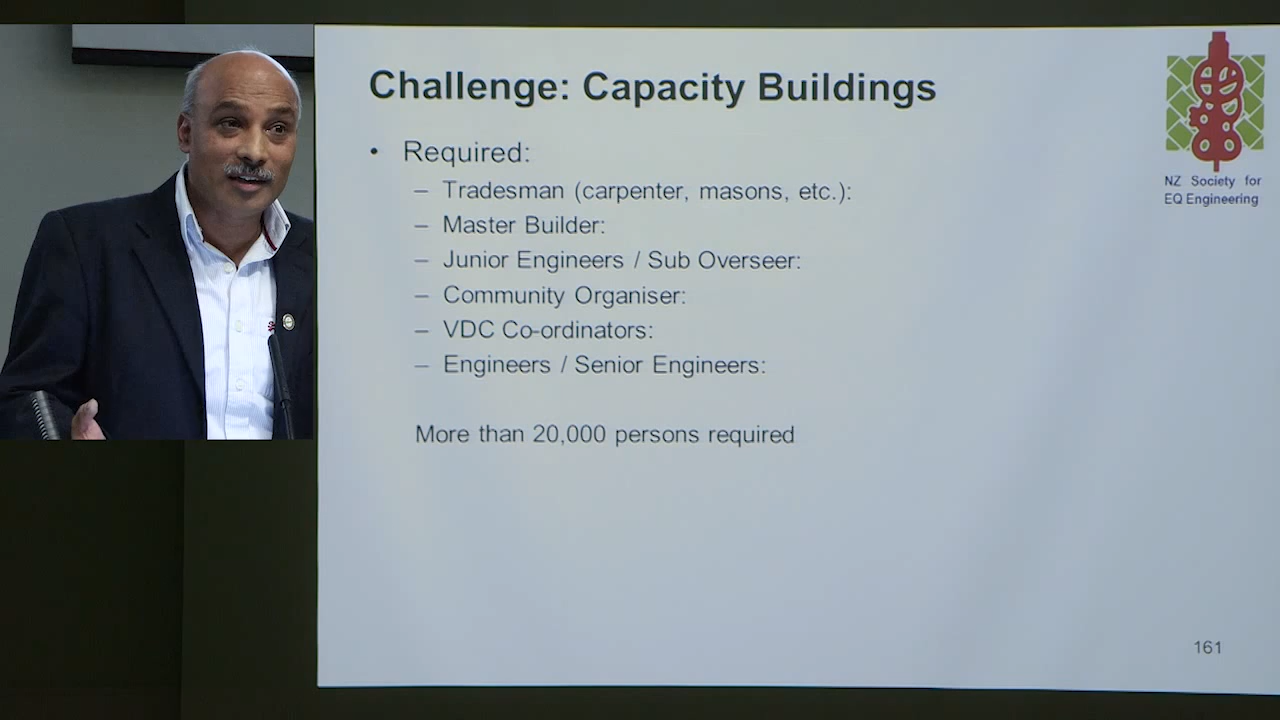 Challenge: Capacity Buildings
• Required:
– Tradesman (carpenter, masons, etc.):
– Master Builder:
– Junior Engineers / Sub Overseer:
– Community Organiser:
– VDC Co-ordinators:
– Engineers / Senior Engineers:
More than 20,000 persons required
NZ Society for
EQ Engineering
161